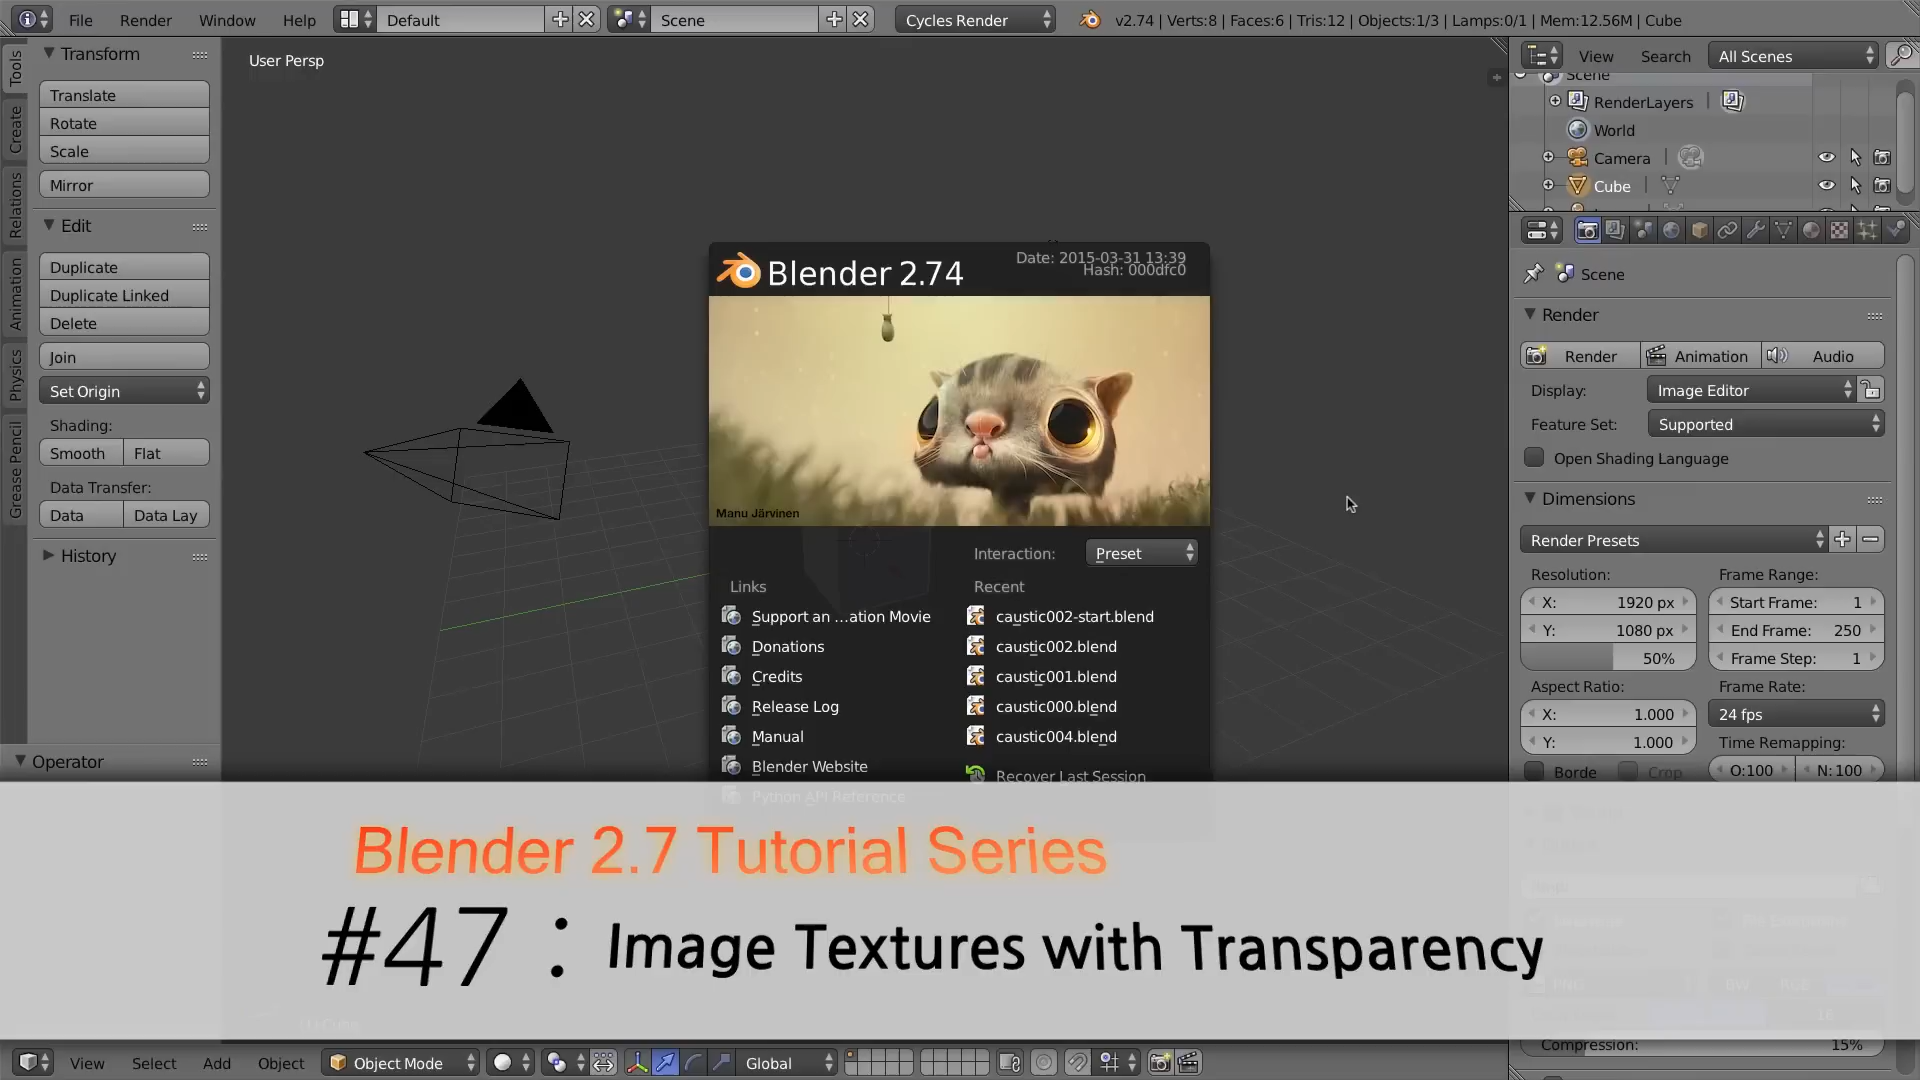 File Render Window Help Default Scene Cycles Render v2.74 | Verts:8 | Faces:6 | Tris:12 | Objects:1/3 | Lamps:0/1 | Mem:12.56M | Cube
Tools
Create
Relations
Animation
Physics
Grease Pencil
Transform
Translate
Rotate
Scale
Mirror
Edit
Duplicate
Duplicate Linked
Delete
Join
Set Origin
Shading:
Smooth Flat
Data Transfer:
Data Data Lay
History
Operator
User Persp
Blender 2.74
Date: 2015-03-31 13:39
Hash: 000dfc0
Manu Järvinen
Interaction: Preset
Links
Support an ...ation Movie
Donations
Credits
Release Log
Manual
Blender Website
Python API Reference
Recent
caustic002-start.blend
caustic002.blend
caustic001.blend
caustic000.blend
caustic004.blend
Recover Last Session
View Search All Scenes
Scene
RenderLayers
World
Camera
Cube
Scene
Render
Render Animation Audio
Display: Image Editor
Feature Set: Supported
Open Shading Language
Dimensions
Render Presets
Resolution: Frame Range:
X: 1920 px Start Frame: 1
Y: 1080 px End Frame: 250
50% Frame Step: 1
Aspect Ratio: Frame Rate:
X: 1.000 24 fps
Y: 1.000 Time Remapping:
Borde Crop O:100 N:100
Blender 2.7 Tutorial Series
#47 : Image Textures with Transparency
Compression: 15%
View Select Add Object Object Mode Global